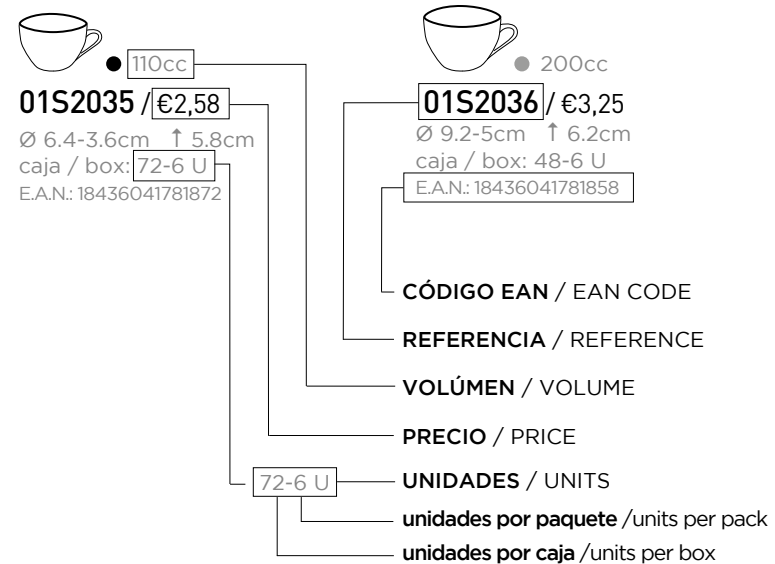 ● 110cc
01S2035 / €2,58
Ø 6.4-3.6cm ↑ 5.8cm
caja / box: 72-6 U
E.A.N.: 18436041781872
● 200cc
01S2036 / €3,25
Ø 9.2-5cm ↑ 6.2cm
caja / box: 48-6 U
E.A.N.: 18436041781858
CÓDIGO EAN / EAN CODE
REFERENCIA / REFERENCE
VOLÚMEN / VOLUME
PRECIO / PRICE
72-6 U UNIDADES / UNITS
unidades por paquete /units per pack
unidades por caja /units per box